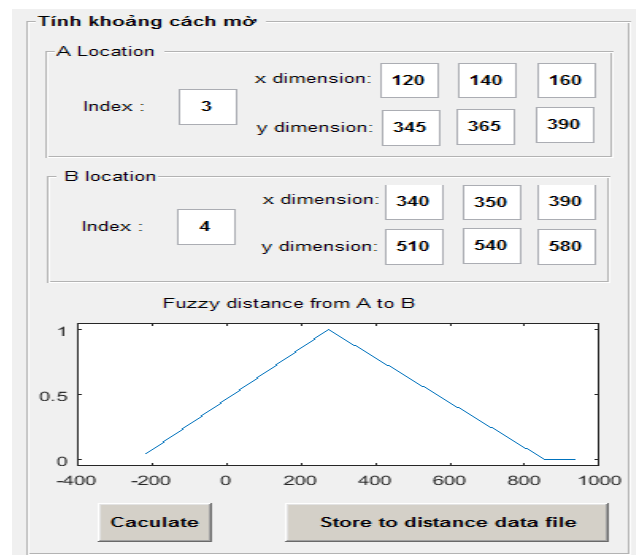 Tính khoảng cách mờ
A Location
x dimension: 120 140 160
Index : 3
y dimension: 345 365 390
B location
x dimension: 340 350 390
Index : 4
y dimension: 510 540 580
Fuzzy distance from A to B
1
0.5
0
-400 -200 0 200 400 600 800 1000
Caculate Store to distance data file